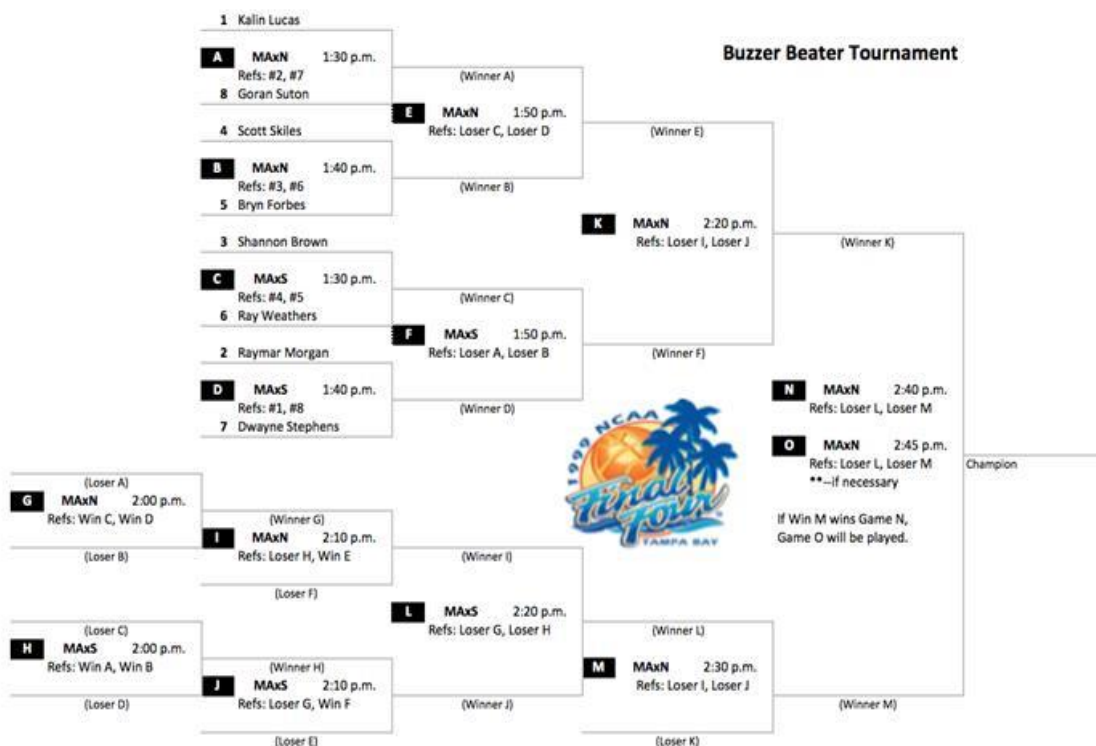 Buzzer Beater Tournament
1 Kalin Lucas
A MAxN 1:30 p.m.
Refs: #2, #7
8 Goran Suton
(Winner A)
E MAxN 1:50 p.m.
Refs: Loser C, Loser D
4 Scott Skiles
B MAxN 1:40 p.m.
Refs: #3, #6
5 Bryn Forbes
(Winner B)
(Winner E)
K MAxN 2:20 p.m.
Refs: Loser I, Loser J
3 Shannon Brown
C MAxS 1:30 p.m.
Refs: #4, #5
6 Ray Weathers
(Winner C)
F MAxS 1:50 p.m.
Refs: Loser A, Loser B
2 Raymar Morgan
D MAxS 1:40 p.m.
Refs: #1, #8
7 Dwayne Stephens
(Winner D)
(Winner F)
(Winner K)
N MAxN 2:40 p.m.
Refs: Loser L, Loser M
O MAxN 2:45 p.m.
Refs: Loser L, Loser M
**--if necessary
Champion
If Win M wins Game N,
Game O will be played.
1999 NCAA
Final
Four
TAMPA BAY
(Loser A)
G MAxN 2:00 p.m.
Refs: Win C, Win D
(Loser B)
(Winner G)
I MAxN 2:10 p.m.
Refs: Loser H, Win E
(Loser F)
(Winner I)
L MAxS 2:20 p.m.
Refs: Loser G, Loser H
(Loser C)
H MAxS 2:00 p.m.
Refs: Win A, Win B
(Loser D)
(Winner H)
J MAxS 2:10 p.m.
Refs: Loser G, Win F
(Loser E)
(Winner J)
(Winner L)
M MAxN 2:30 p.m.
Refs: Loser I, Loser J
(Loser K)
(Winner M)